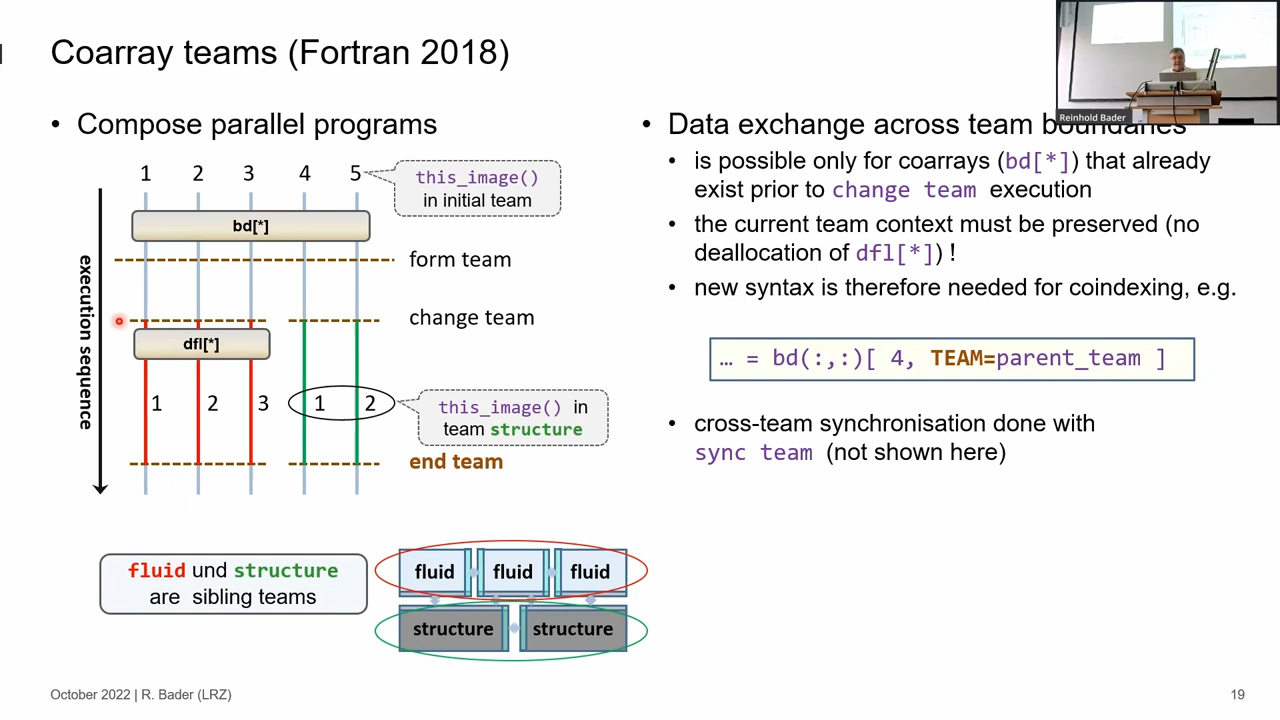 Coarray teams (Fortran 2018)
Reinhold Bader
• Compose parallel programs
1 2 3 4 5
this_image()
in initial team
bd[*]
form team
execution sequence
change team
dfl[*]
1 2 3 1 2
this_image() in
team structure
end team
fluid und structure
are sibling teams
fluid fluid fluid
structure structure
• Data exchange across team boundaries
• is possible only for coarrays (bd[*]) that already
exist prior to change team execution
• the current team context must be preserved (no
deallocation of dfl[*]) !
• new syntax is therefore needed for coindexing, e.g.
… = bd(:,:)[ 4, TEAM=parent_team ]
• cross-team synchronisation done with
sync team (not shown here)
October 2022 | R. Bader (LRZ)
19